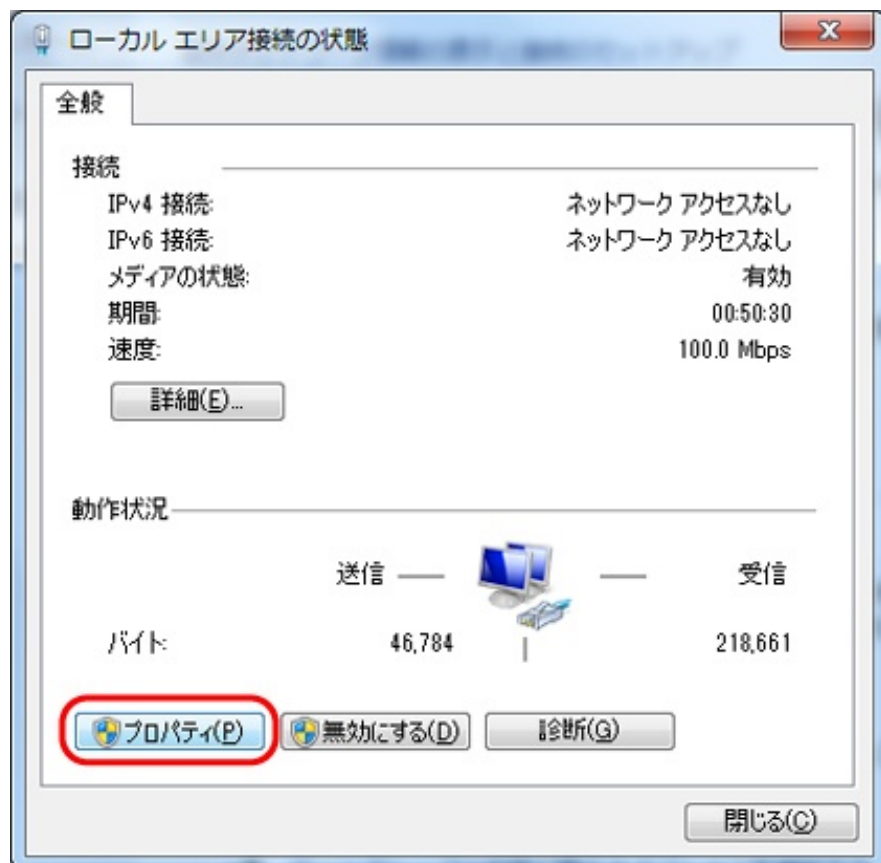 ローカル エリア接続の状態
全般
接続
IPv4 接続: ネットワーク アクセスなし
IPv6 接続: ネットワーク アクセスなし
メディアの状態: 有効
期間: 00:50:30
速度: 100.0 Mbps
詳細(E)...
動作状況
送信 受信
バイト: 46,784 218,661
プロパティ(P) 無効にする(D) 診断(G)
閉じる(C)